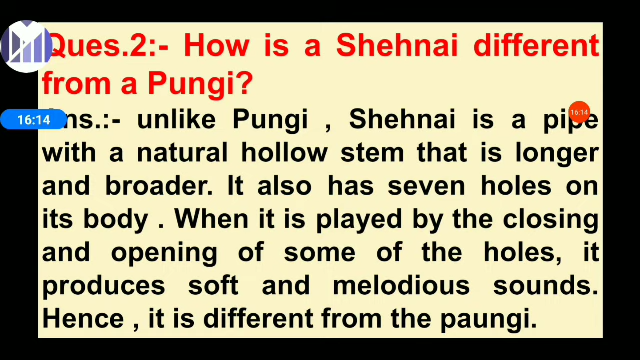 Ques.2:- How is a Shehnai different
from a Pungi?
Ans.:- unlike Pungi , Shehnai is a pipe
16:14
16:14
with a natural hollow stem that is longer
and broader. It also has seven holes on
its body . When it is played by the closing
and opening of some of the holes, it
produces soft and melodious sounds.
Hence , it is different from the paungi.